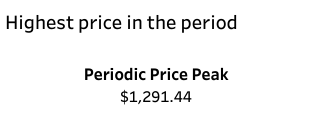 Highest price in the period
Periodic Price Peak
$1,291.44